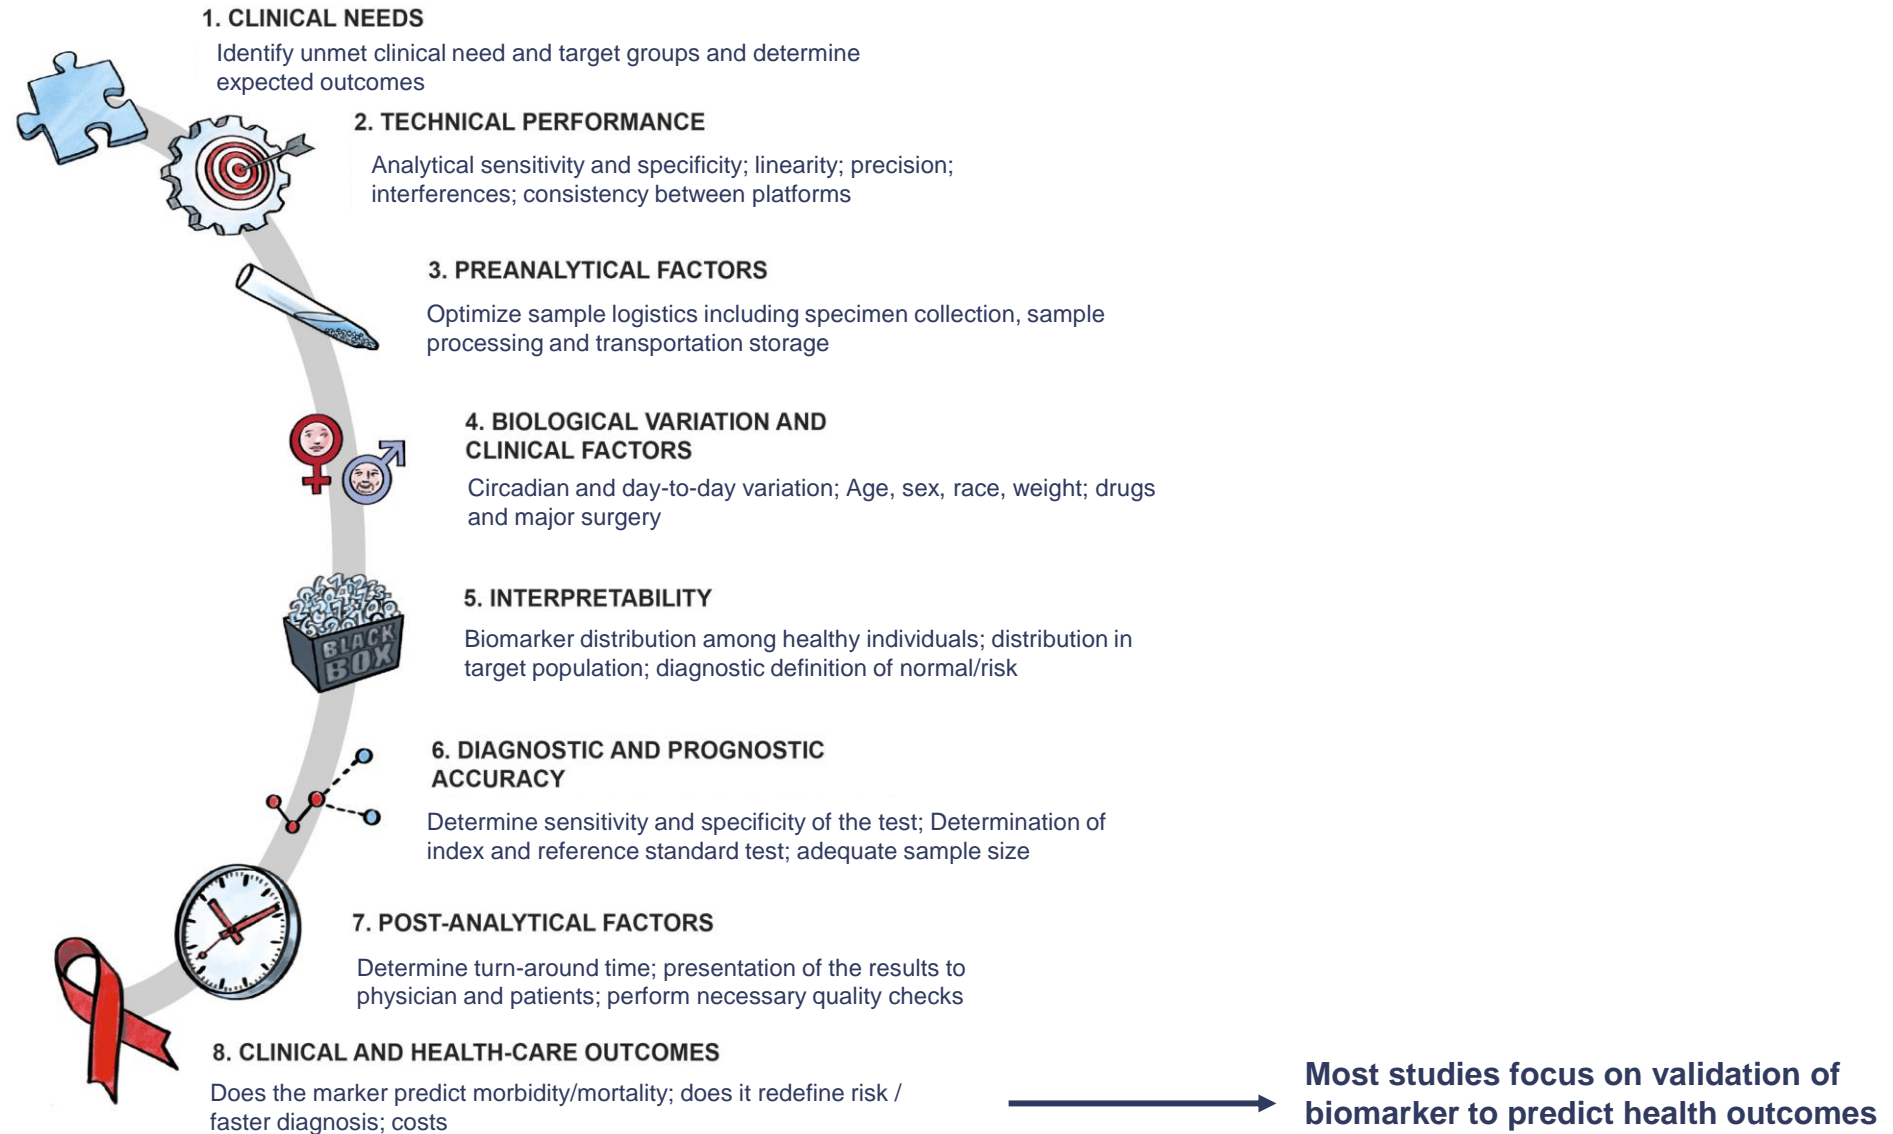 1. CLINICAL NEEDS
Identify unmet clinical need and target groups and determine
expected outcomes
2. TECHNICAL PERFORMANCE
Analytical sensitivity and specificity; linearity; precision;
interferences; consistency between platforms
3. PREANALYTICAL FACTORS
Optimize sample logistics including specimen collection, sample
processing and transportation storage
4. BIOLOGICAL VARIATION AND
CLINICAL FACTORS
Circadian and day-to-day variation; Age, sex, race, weight; drugs
and major surgery
BLACK
BOX
5. INTERPRETABILITY
Biomarker distribution among healthy individuals; distribution in
target population; diagnostic definition of normal/risk
6. DIAGNOSTIC AND PROGNOSTIC
ACCURACY
Determine sensitivity and specificity of the test; Determination of
index and reference standard test; adequate sample size
7. POST-ANALYTICAL FACTORS
Determine turn-around time; presentation of the results to
physician and patients; perform necessary quality checks
8. CLINICAL AND HEALTH-CARE OUTCOMES
Does the marker predict morbidity/mortality; does it redefine risk /
faster diagnosis; costs
Most studies focus on validation of
biomarker to predict health outcomes